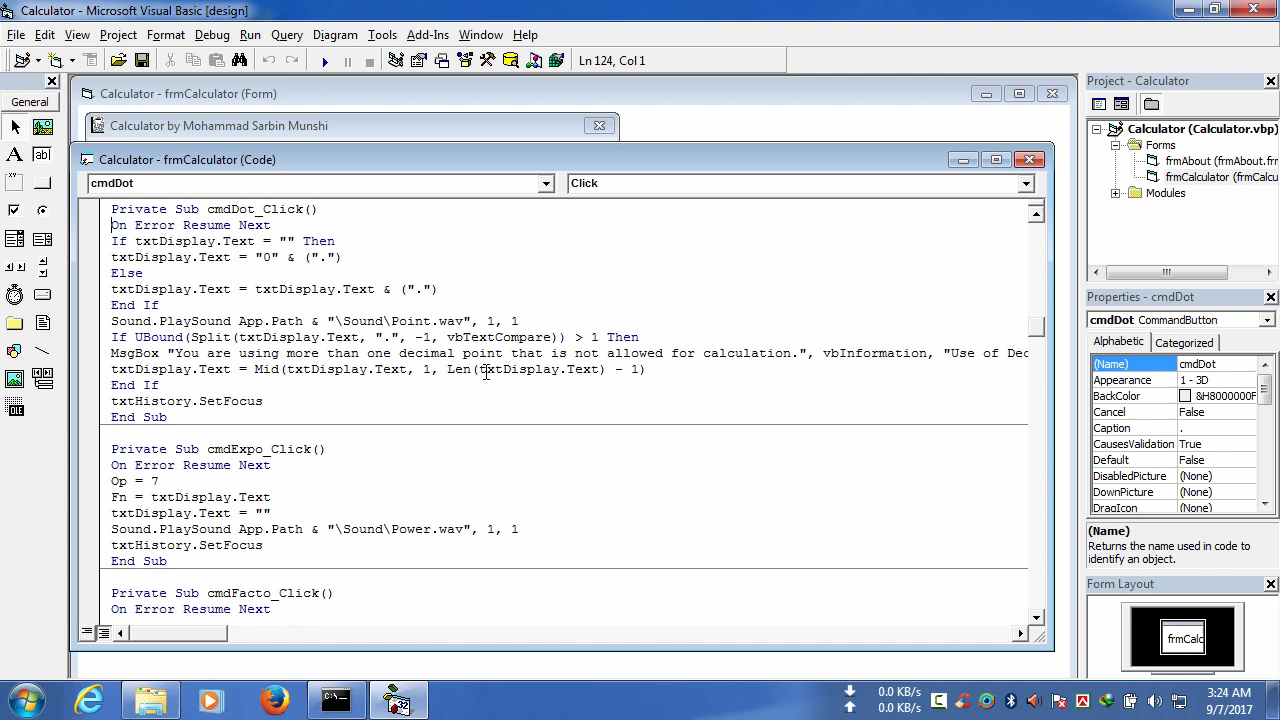 Calculator - Microsoft Visual Basic [design]
File Edit View Project Format Debug Run Query Diagram Tools Add-Ins Window Help
Ln 124, Col 1
General
Calculator - frmCalculator (Form)
Calculator by Mohammad Sarbin Munshi
Calculator - frmCalculator (Code)
cmdDot Click
Private Sub cmdDot_Click()
On Error Resume Next
If txtDisplay.Text = "" Then
txtDisplay.Text = "0" & (".")
Else
txtDisplay.Text = txtDisplay.Text & (".")
End If
Sound.PlaySound App.Path & "\Sound\Point.wav", 1, 1
If UBound(Split(txtDisplay.Text, ".", -1, vbTextCompare)) > 1 Then
MsgBox "You are using more than one decimal point that is not allowed for calculation.", vbInformation, "Use of Dec
txtDisplay.Text = Mid(txtDisplay.Text, 1, Len(txtDisplay.Text) - 1)
End If
txtHistory.SetFocus
End Sub
Private Sub cmdExpo_Click()
On Error Resume Next
Op = 7
Fn = txtDisplay.Text
txtDisplay.Text = ""
Sound.PlaySound App.Path & "\Sound\Power.wav", 1, 1
txtHistory.SetFocus
End Sub
Private Sub cmdFacto_Click()
On Error Resume Next
Project - Calculator
Calculator (Calculator.vbp)
Forms
frmAbout (frmAbout.fr
frmCalculator (frmCalcu
Modules
Properties - cmdDot
cmdDot CommandButton
Alphabetic Categorized
(Name) cmdDot
Appearance 1 - 3D
BackColor &H8000000F
Cancel False
Caption .
CausesValidation True
Default False
DisabledPicture (None)
DownPicture (None)
DragIcon (None)
(Name)
Returns the name used in code to
identify an object.
Form Layout
frmCalc
32
0.0 KB/s
0.0 KB/s
3:24 AM
9/7/2017